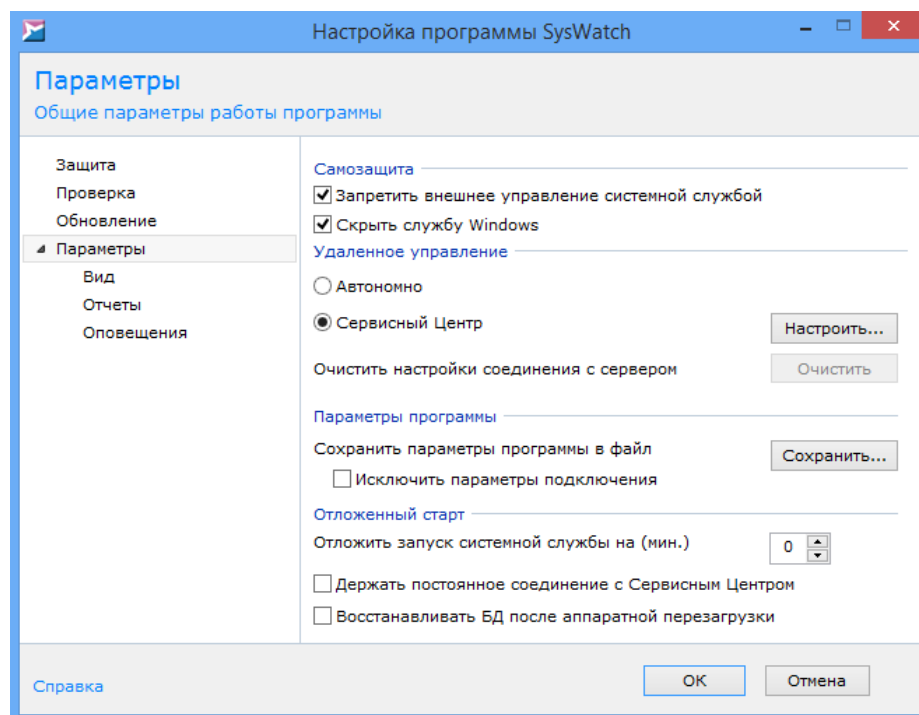 Настройка программы SysWatch
Параметры
Общие параметры работы программы
Защита
Проверка
Обновление
Параметры
Вид
Отчеты
Оповещения
Самозащита
Запретить внешнее управление системной службой
Скрыть службу Windows
Удаленное управление
Автономно
Сервисный Центр
Настроить...
Очистить настройки соединения с сервером
Очистить
Параметры программы
Сохранить параметры программы в файл
Сохранить...
Исключить параметры подключения
Отложенный старт
Отложить запуск системной службы на (мин.)
0
Держать постоянное соединение с Сервисным Центром
Восстанавливать БД после аппаратной перезагрузки
Справка
ОК
Отмена